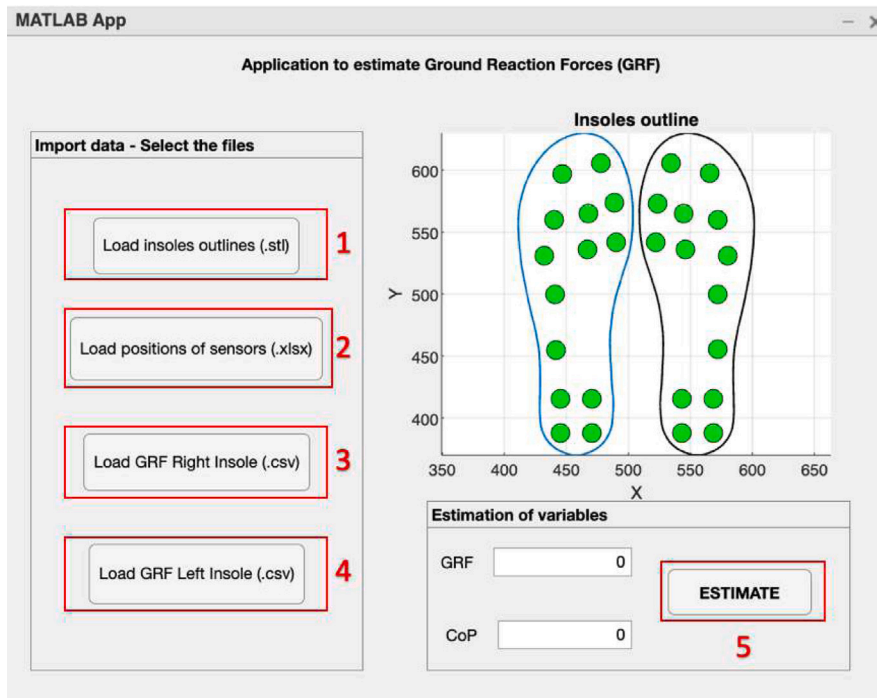 MATLAB App
Application to estimate Ground Reaction Forces (GRF)
Import data - Select the files
Load insoles outlines (.stl)
1
Load positions of sensors (.xlsx)
2
Load GRF Right Insole (.csv)
3
Load GRF Left Insole (.csv)
4
Insoles outline
600
550
500
450
400
Y
350 400 450 500 550 600 650
X
Estimation of variables
GRF 0
CoP 0
ESTIMATE
5